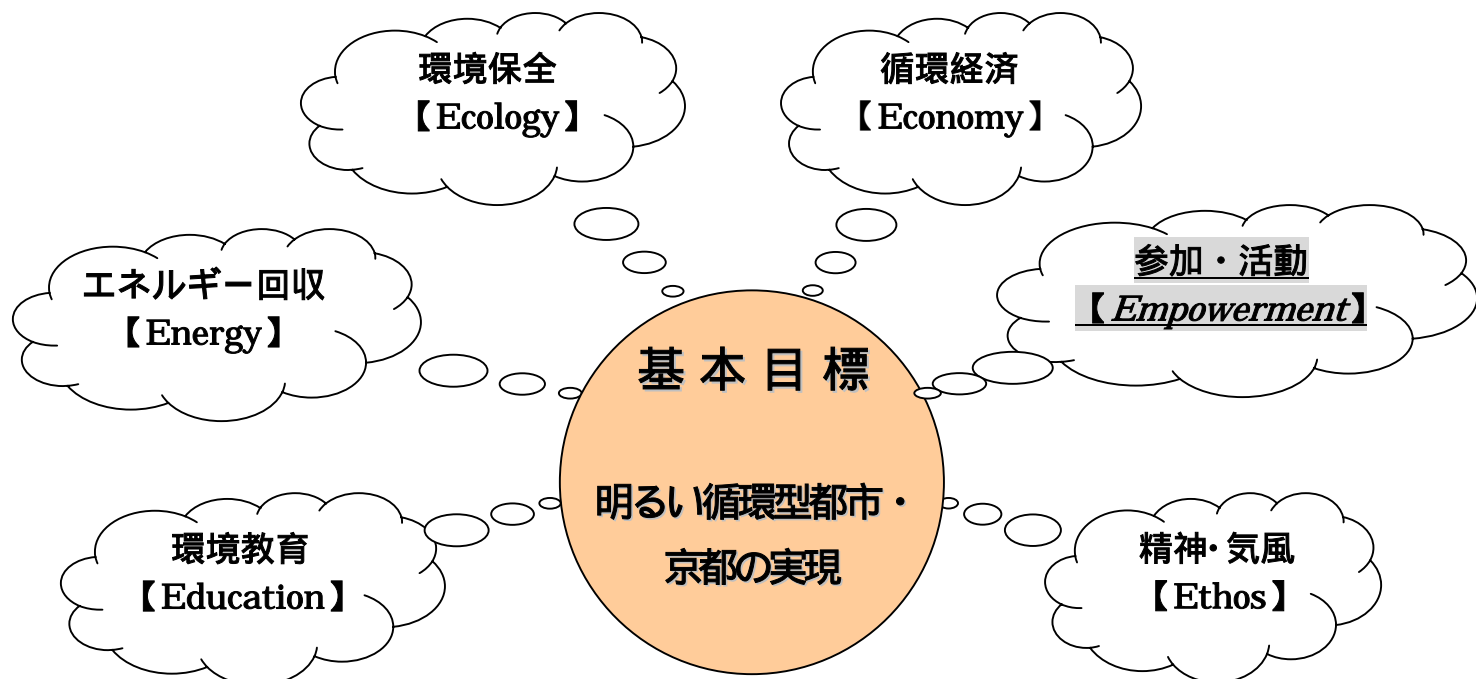 環境保全
【Ecology】
循環経済
【Economy】
エネルギー回収
【Energy】
参加・活動
【Empowerment】
基本目標
明るい循環型都市・
京都の実現
環境教育
【Education】
精神・気風
【Ethos】